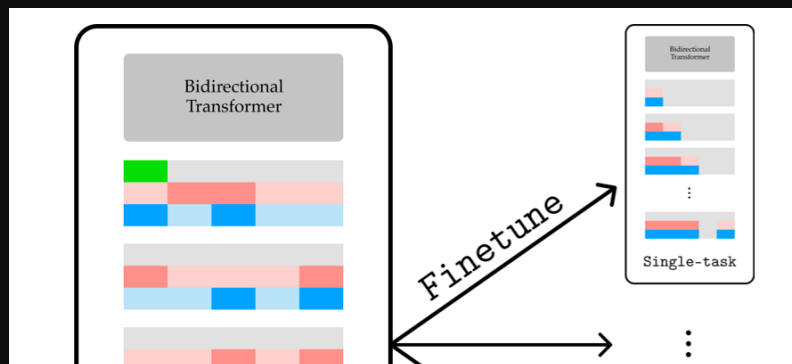 Bidirectional
Transformer
Finetune
Bidirectional
Transformer
Single-task